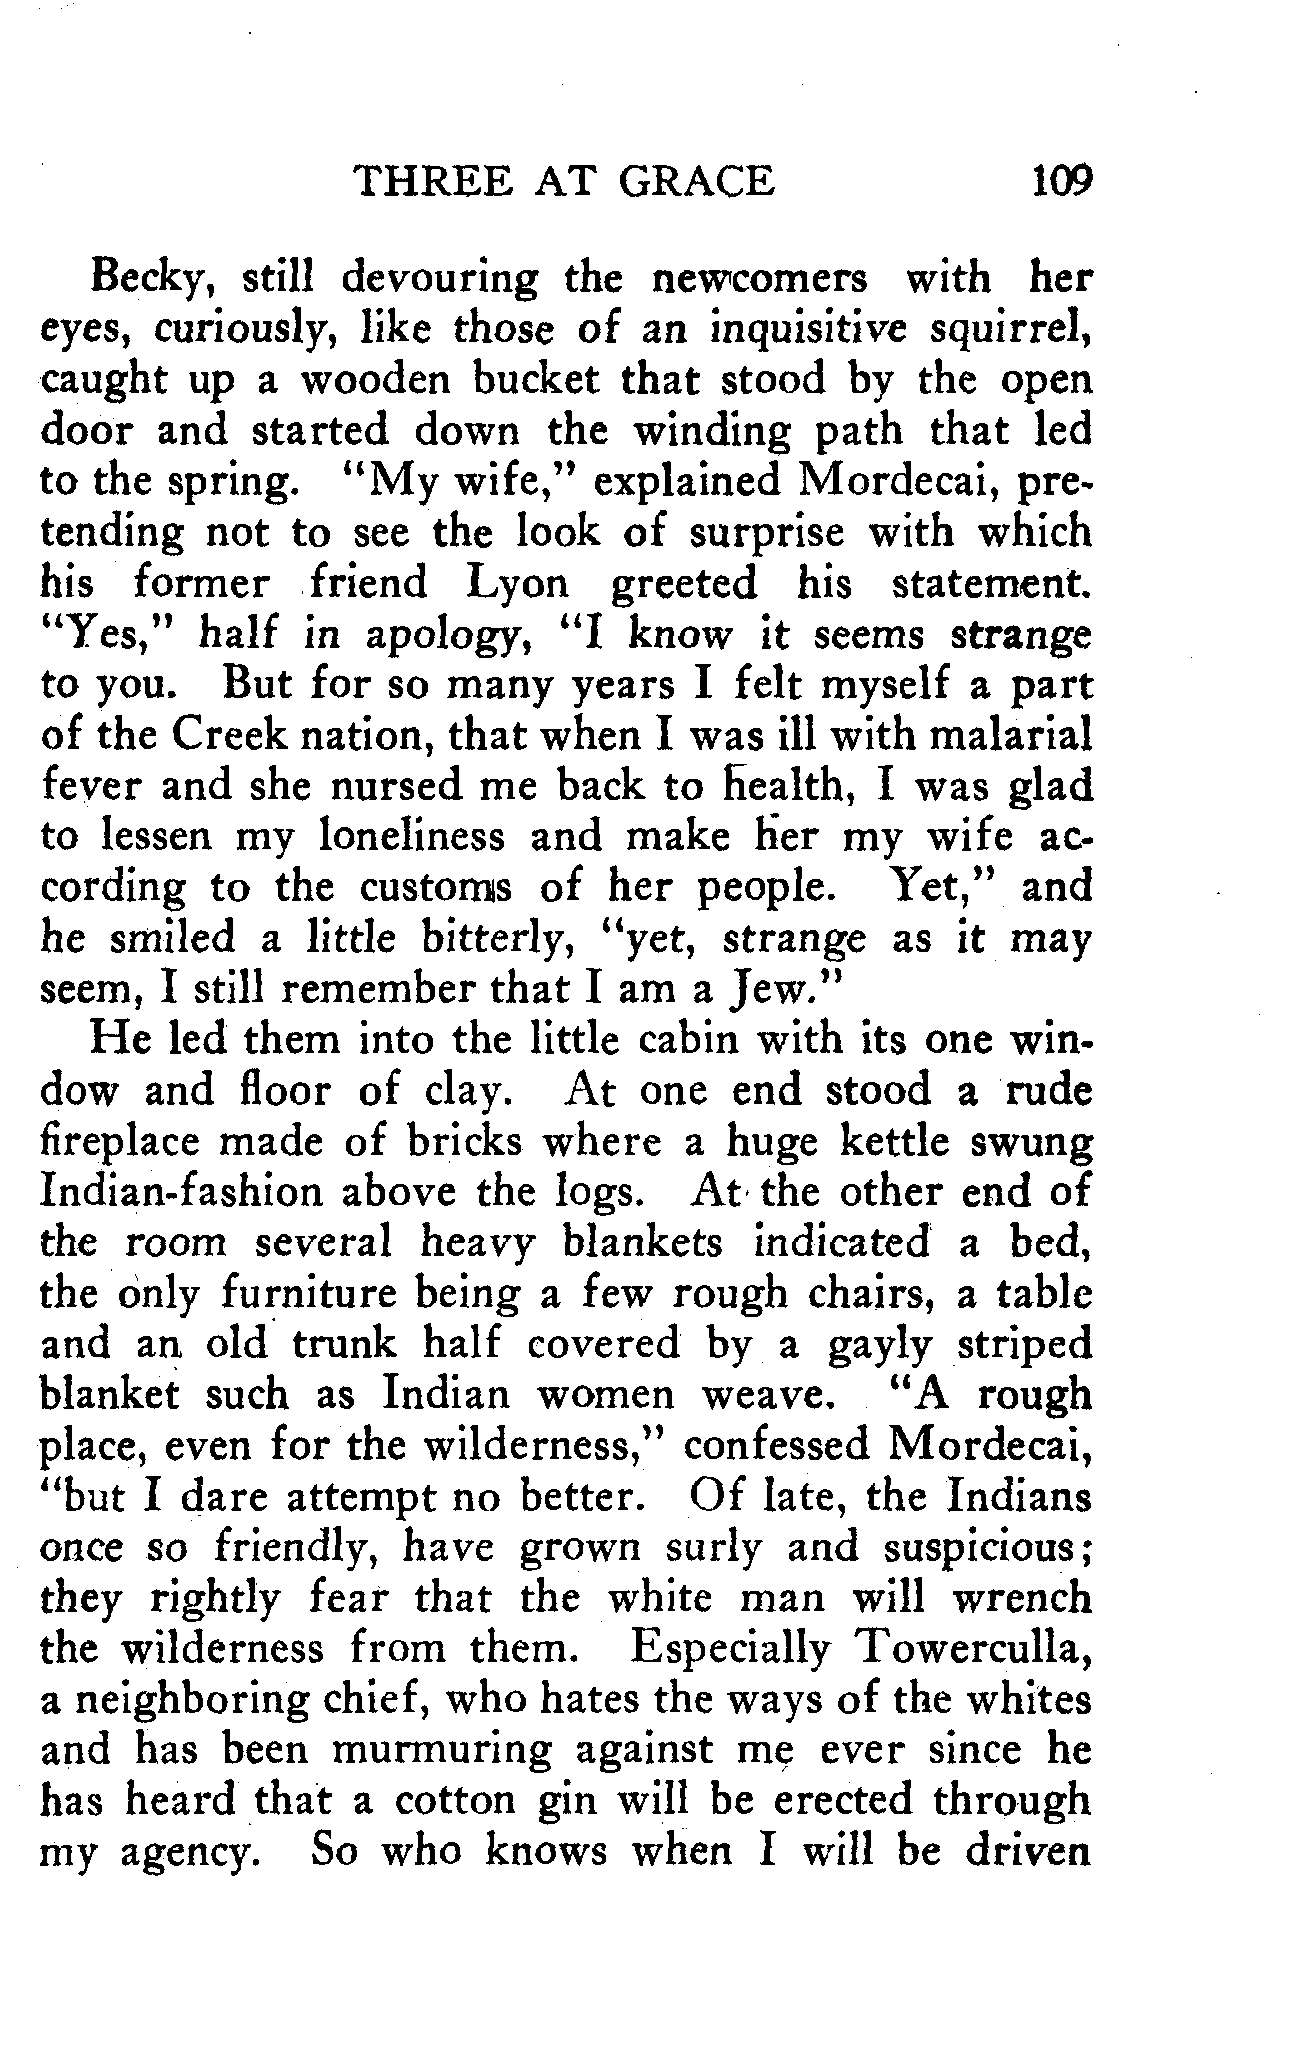 THREE AT GRACE 109
Becky, still devouring the newcomers with her
eyes, curiously, like those of an inquisitive squirrel,
caught up a wooden bucket that stood by the open
door and started down the winding path that led
to the spring. "My wife," explained Mordecai, pre-
tending not to see the look of surprise with which
his former friend Lyon greeted his statement.
"Yes," half in apology, "I know it seems strange
to you. But for so many years I felt myself a part
of the Creek nation, that when I was ill with malarial
fever and she nursed me back to health, I was glad
to lessen my loneliness and make her my wife ac-
cording to the customs of her people. Yet," and
he smiled a little bitterly, "yet, strange as it may
seem, I still remember that I am a Jew."
He led them into the little cabin with its one win-
dow and floor of clay. At one end stood a rude
fireplace made of bricks where a huge kettle swung
Indian-fashion above the logs. At the other end of
the room several heavy blankets indicated a bed,
the only furniture being a few rough chairs, a table
and an old trunk half covered by a gayly striped
blanket such as Indian women weave. "A rough
place, even for the wilderness," confessed Mordecai,
"but I dare attempt no better. Of late, the Indians
once so friendly, have grown surly and suspicious;
they rightly fear that the white man will wrench
the wilderness from them. Especially Towerculla,
a neighboring chief, who hates the ways of the whites
and has been murmuring against me ever since he
has heard that a cotton gin will be erected through
my agency. So who knows when I will be driven